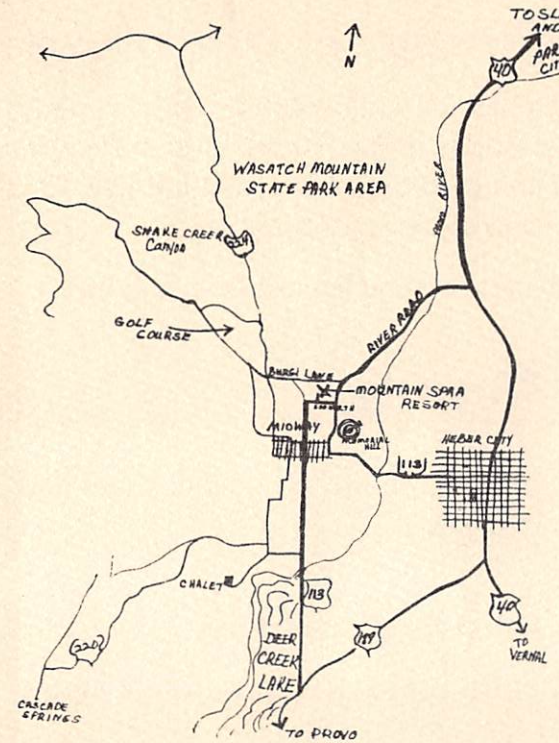 TO SL
AND
PAR
CIT
40
N
WASATCH MOUNTAIN
STATE PARK AREA
RIVER
SNAKE CREEK
Canyon
224
GOLF
COURSE
RIVER ROAD
BURGI LANE
MOUNTAIN SPAA
RESORT
NORTH
MIDWAY
MEMORIAL
HILL
HEBER CITY
113
CHALET
113
220
DEER
CREEK
LAKE
189
40
TO
VERNAL
CASCADE
SPRINGS
TO PROVO